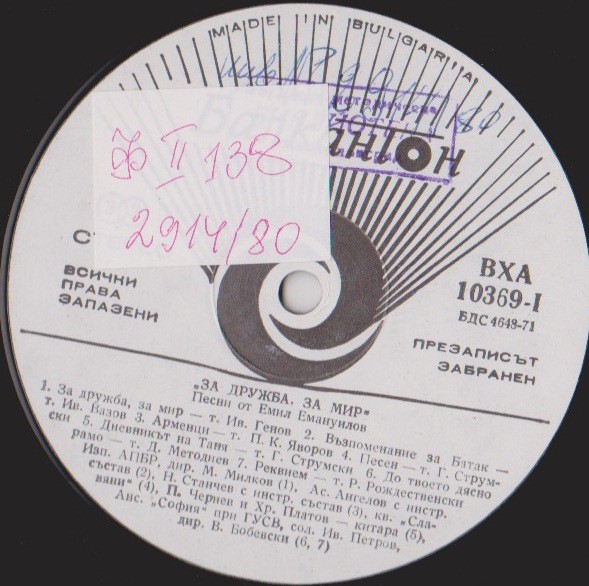 MADE IN BULGARIA
Ф II 138
2914/80
Балкантон
ВСИЧКИ
ПРАВА
ЗАПАЗЕНИ
ВХА
10369-I
БДС 4648-71
ПРЕЗАПИСЪТ
ЗАБРАНЕН
„ЗА ДРУЖБА, ЗА МИР"
Песни от Емил Емануилов
1. За дружба, за мир — т. Ив. Генов 2. Възпоменание за Батак —
т. Ив. Вазов 3. Арменци — т. П. К. Яворов 4. Песен — т. Г. Струм-
ски 5. Дневникът на Таня — т. Г. Струмски 6. До твоето дясно
рамо — т. Д. Методиев 7. Реквием — т. Р. Рождественски
Изп. АПБР, дир. М. Милков (1), Ас. Ангелов с инстр.
състав (2), Н. Станчев с инстр. състав (3), кв. „Сла-
вяни" (4), П. Чернев и Хр. Платов — китара (5),
Анс. „София" при ГУСВ, сол. Ив. Петров,
дир. В. Бобевски (6, 7)